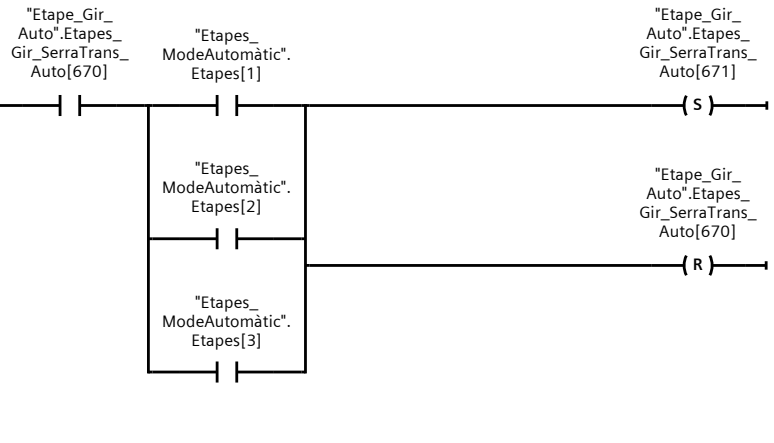 "Etape_Gir_
Auto".Etapes_
Gir_SerraTrans_
Auto[670]
"Etapes_
ModeAutomàtic".
Etapes[1]
"Etape_Gir_
Auto".Etapes_
Gir_SerraTrans_
Auto[671]
S
"Etapes_
ModeAutomàtic".
Etapes[2]
"Etape_Gir_
Auto".Etapes_
Gir_SerraTrans_
Auto[670]
R
"Etapes_
ModeAutomàtic".
Etapes[3]